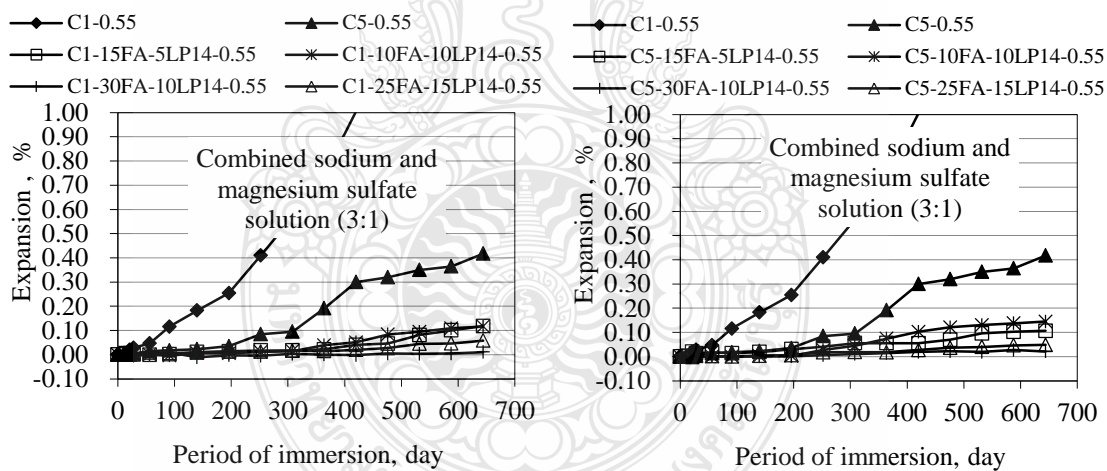 C1-0.55 C5-0.55
C1-15FA-5LP14-0.55 C1-10FA-10LP14-0.55
C1-30FA-10LP14-0.55 C1-25FA-15LP14-0.55
1.00
0.90
0.80
0.70
0.60
0.50
0.40
0.30
0.20
0.10
0.00
-0.10
Expansion , %
Combined sodium and
magnesium sulfate
solution (3:1)
0 100 200 300 400 500 600 700
Period of immersion, day
C1-0.55 C5-0.55
C5-15FA-5LP14-0.55 C5-10FA-10LP14-0.55
C5-30FA-10LP14-0.55 C5-25FA-15LP14-0.55
1.00
0.90
0.80
0.70
0.60
0.50
0.40
0.30
0.20
0.10
0.00
-0.10
Expansion , %
Combined sodium and
magnesium sulfate
solution (3:1)
0 100 200 300 400 500 600 700
Period of immersion, day